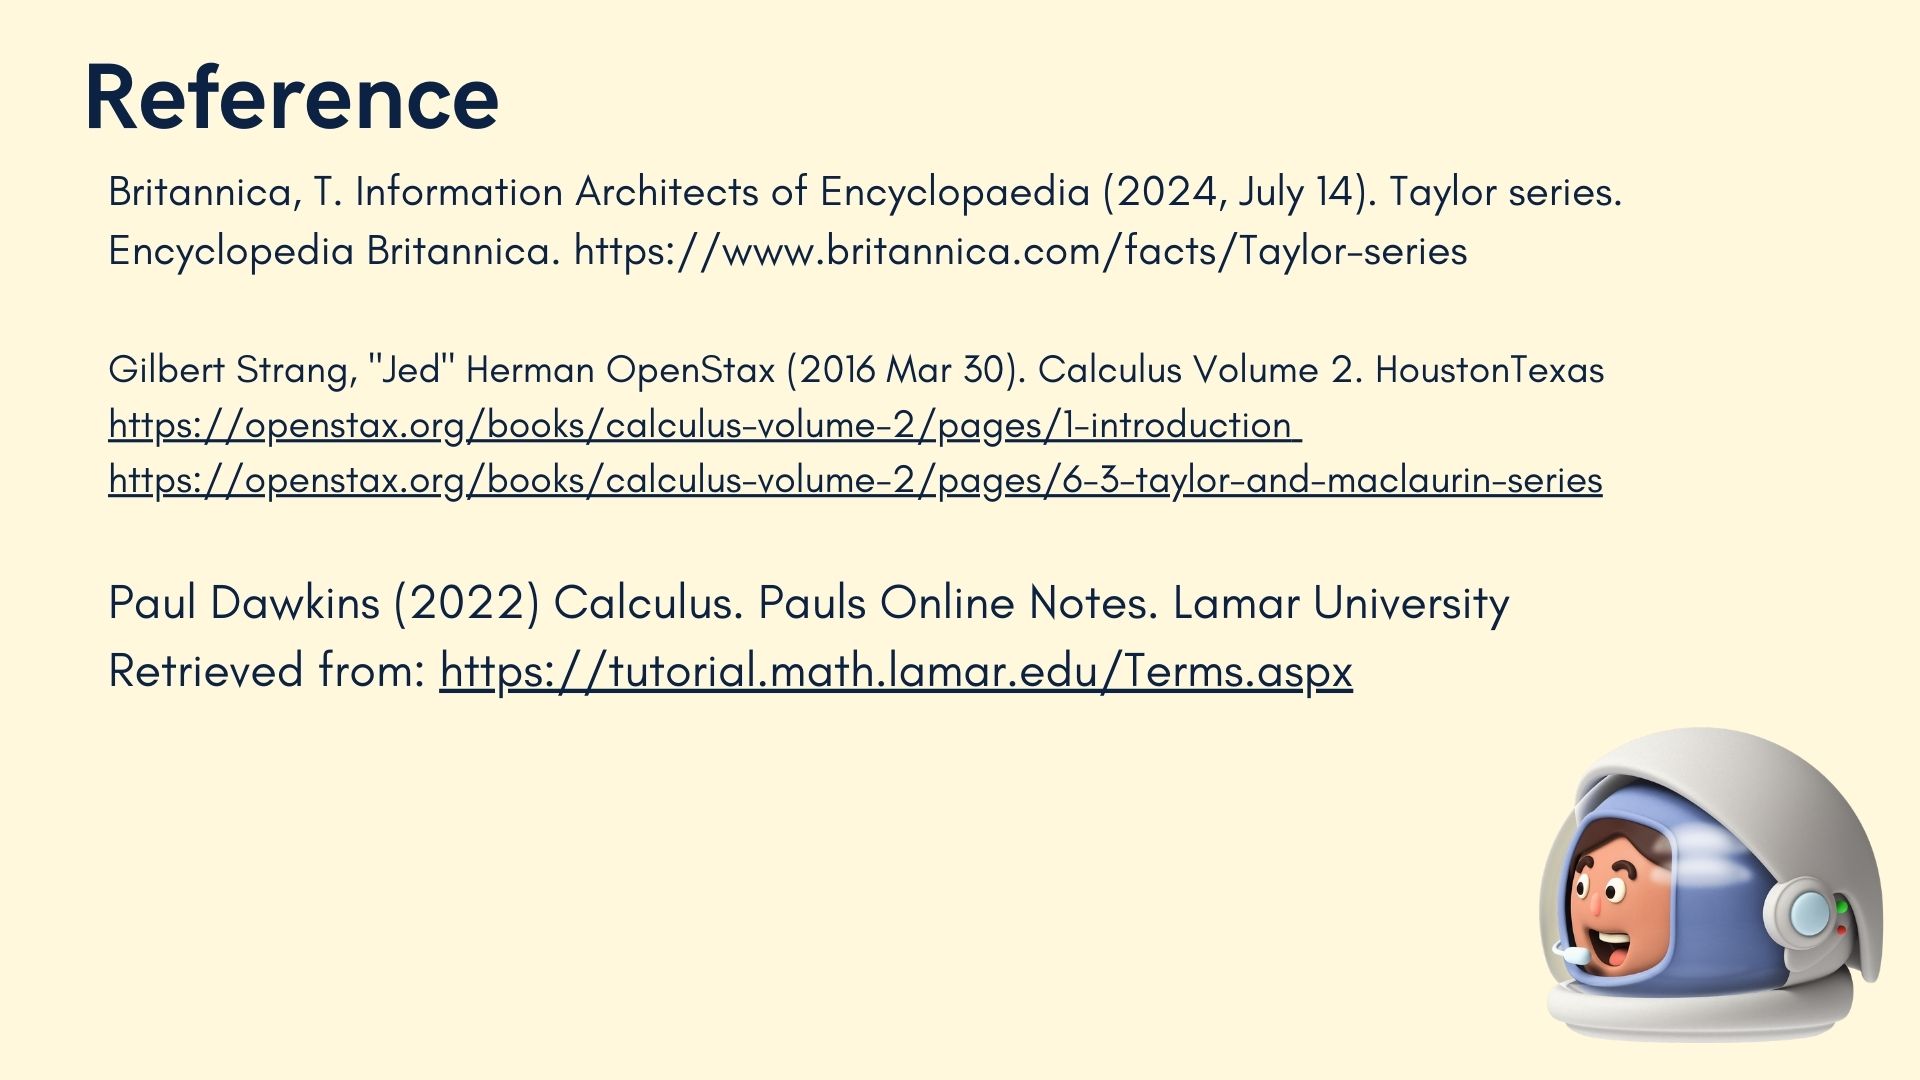 Reference
Britannica, T. Information Architects of Encyclopaedia (2024, July 14). Taylor series.
Encyclopedia Britannica. https://www.britannica.com/facts/Taylor-series
Gilbert Strang, "Jed" Herman OpenStax (2016 Mar 30). Calculus Volume 2. HoustonTexas
https://openstax.org/books/calculus-volume-2/pages/1-introduction
https://openstax.org/books/calculus-volume-2/pages/6-3-taylor-and-maclaurin-series
Paul Dawkins (2022) Calculus. Pauls Online Notes. Lamar University
Retrieved from: https://tutorial.math.lamar.edu/Terms.aspx